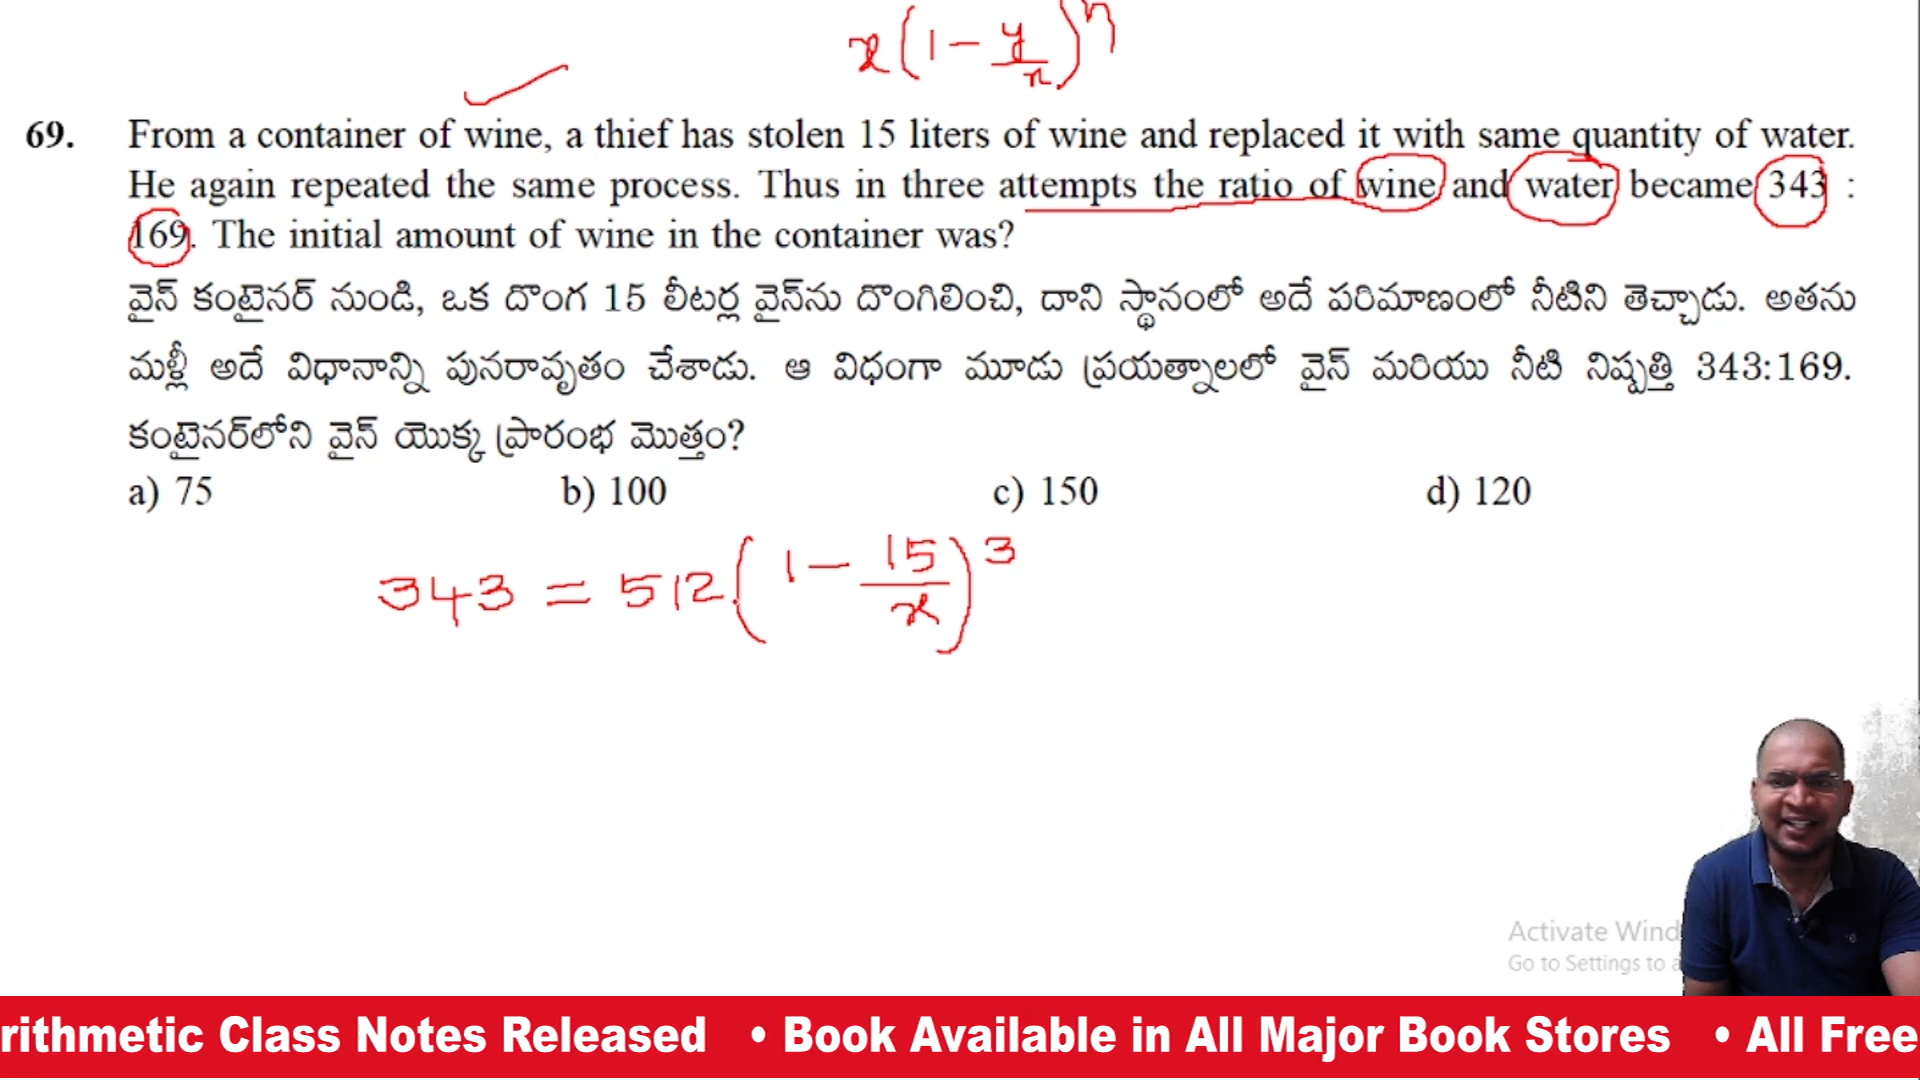 x(1 - y/x)^n
69. From a container of wine, a thief has stolen 15 liters of wine and replaced it with same quantity of water.
He again repeated the same process. Thus in three attempts the ratio of wine and water became 343 :
169. The initial amount of wine in the container was?
వైన్ కంటైనర్ నుండి, ఒక దొంగ 15 లీటర్ల వైన్‌ను దొంగిలించి, దాని స్థానంలో అదే పరిమాణంలో నీటిని తెచ్చాడు. అతను
మళ్లీ అదే విధానాన్ని పునరావృతం చేశాడు. ఆ విధంగా మూడు ప్రయత్నాలలో వైన్ మరియు నీటి నిష్పత్తి 343:169.
కంటైనర్‌లోని వైన్ యొక్క ప్రారంభ మొత్తం?
a) 75 b) 100 c) 150 d) 120
343 = 512(1 - 15/x)^3
Activate Wind
Go to Settings to a
rithmetic Class Notes Released • Book Available in All Major Book Stores • All Free